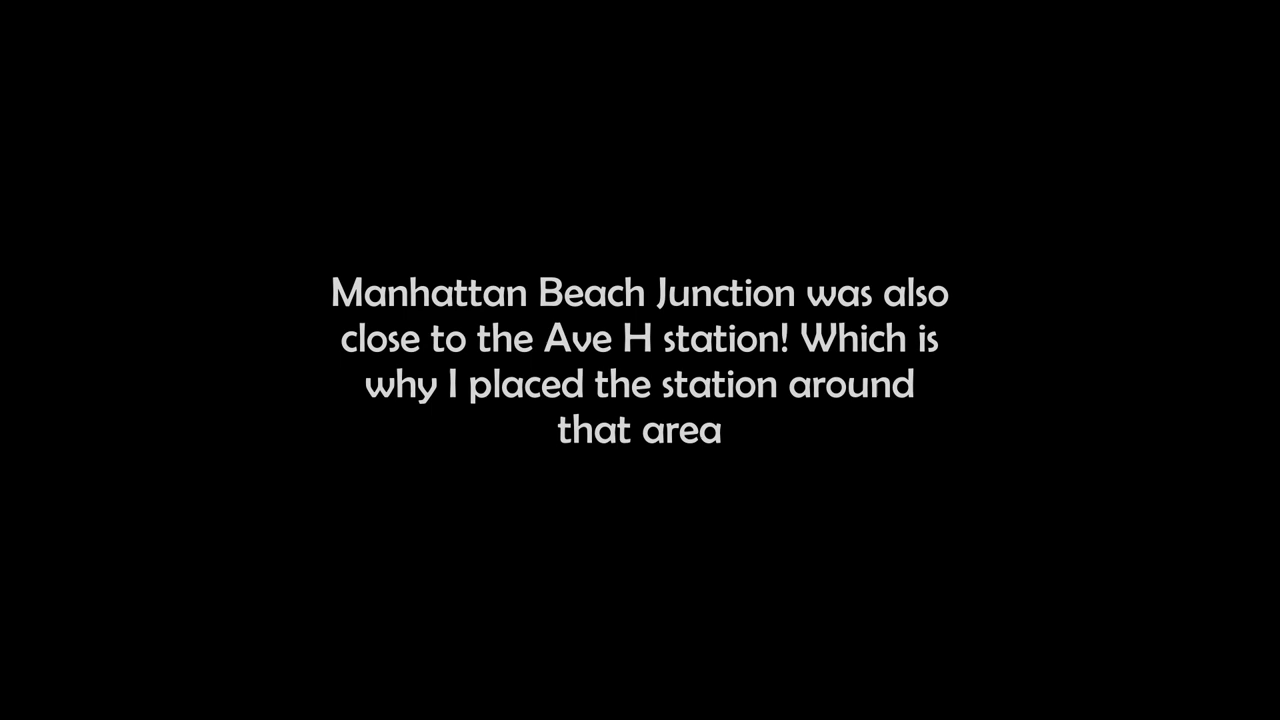 Manhattan Beach Junction was also
close to the Ave H station! Which is
why I placed the station around
that area